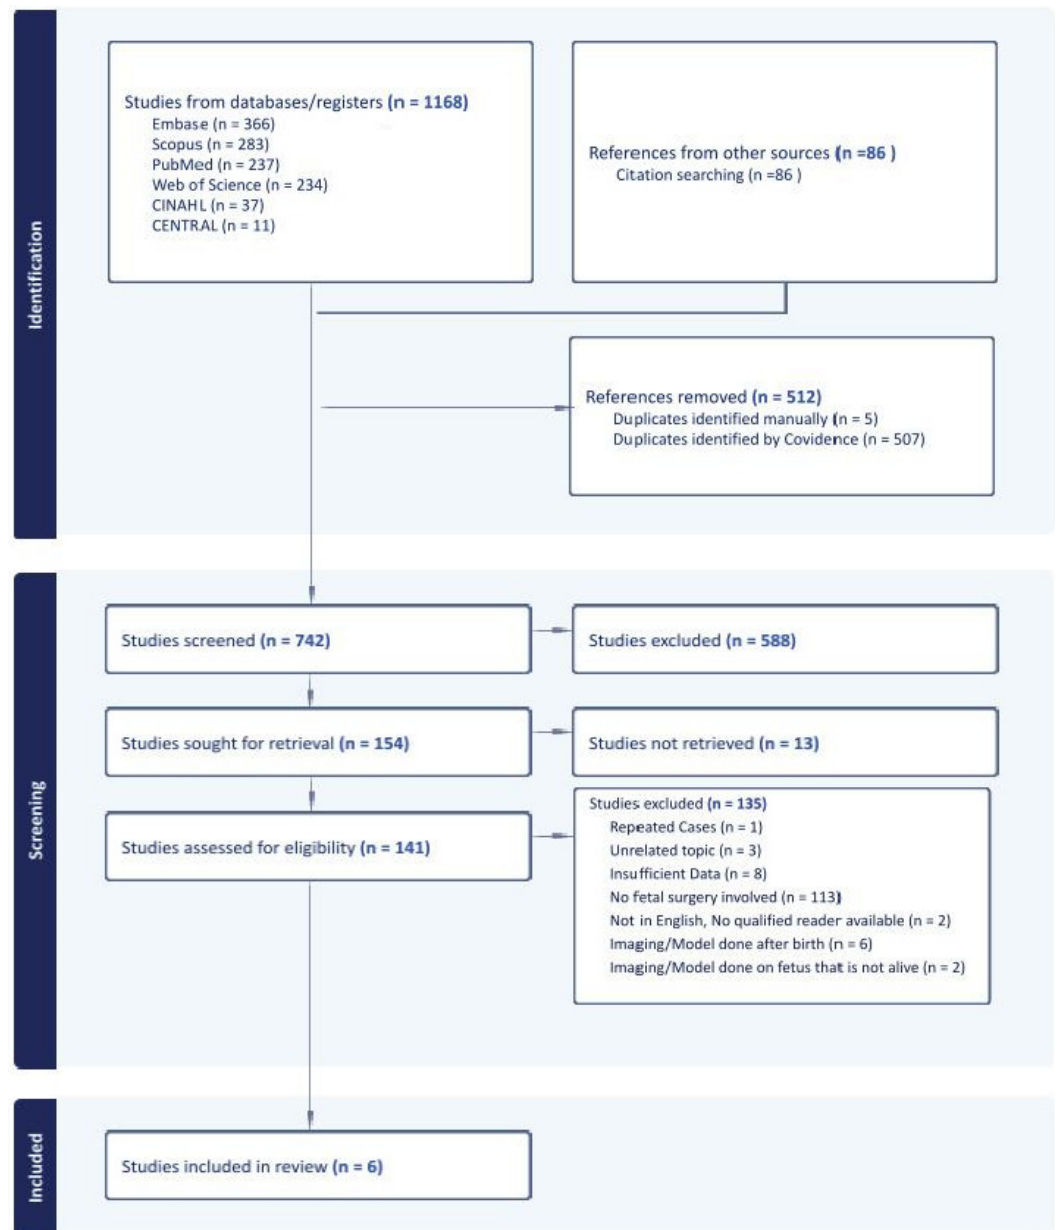 Identification
Studies from databases/registers (n = 1168)
Embase (n = 366)
Scopus (n = 283)
PubMed (n = 237)
Web of Science (n = 234)
CINAHL (n = 37)
CENTRAL (n = 11)
References from other sources (n =86 )
Citation searching (n =86 )
References removed (n = 512)
Duplicates identified manually (n = 5)
Duplicates identified by Covidence (n = 507)
Screening
Studies screened (n = 742)
Studies excluded (n = 588)
Studies sought for retrieval (n = 154)
Studies not retrieved (n = 13)
Studies assessed for eligibility (n = 141)
Studies excluded (n = 135)
Repeated Cases (n = 1)
Unrelated topic (n = 3)
Insufficient Data (n = 8)
No fetal surgery involved (n = 113)
Not in English, No qualified reader available (n = 2)
Imaging/Model done after birth (n = 6)
Imaging/Model done on fetus that is not alive (n = 2)
Included
Studies included in review (n = 6)